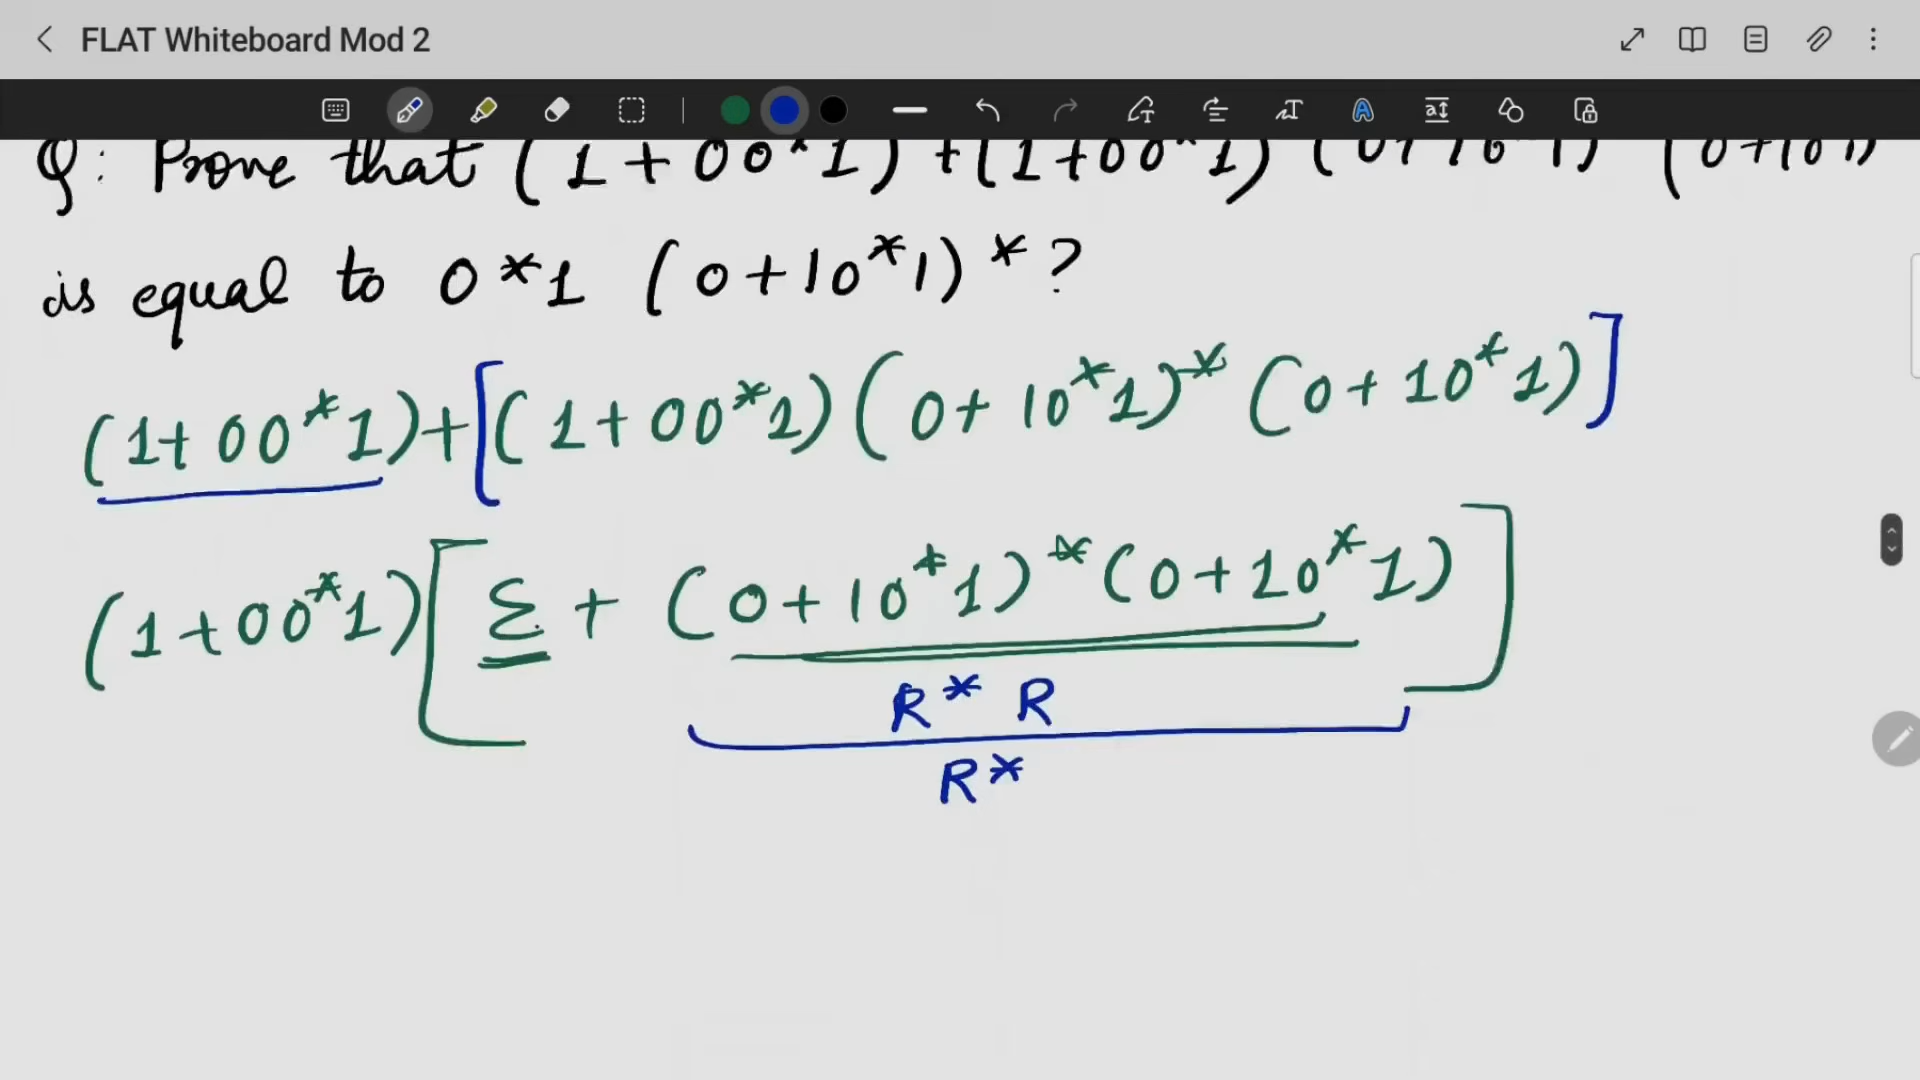 FLAT Whiteboard Mod 2
Q: Prove that (1+00*1)+(1+00*1)(0+10*1)*(0+10*1)
is equal to 0*1 (0+10*1)*?
(1+00*1)+[(1+00*1)(0+10*1)*(0+10*1)]
(1+00*1)[Σ+(0+10*1)*(0+10*1)]
R* R
R*